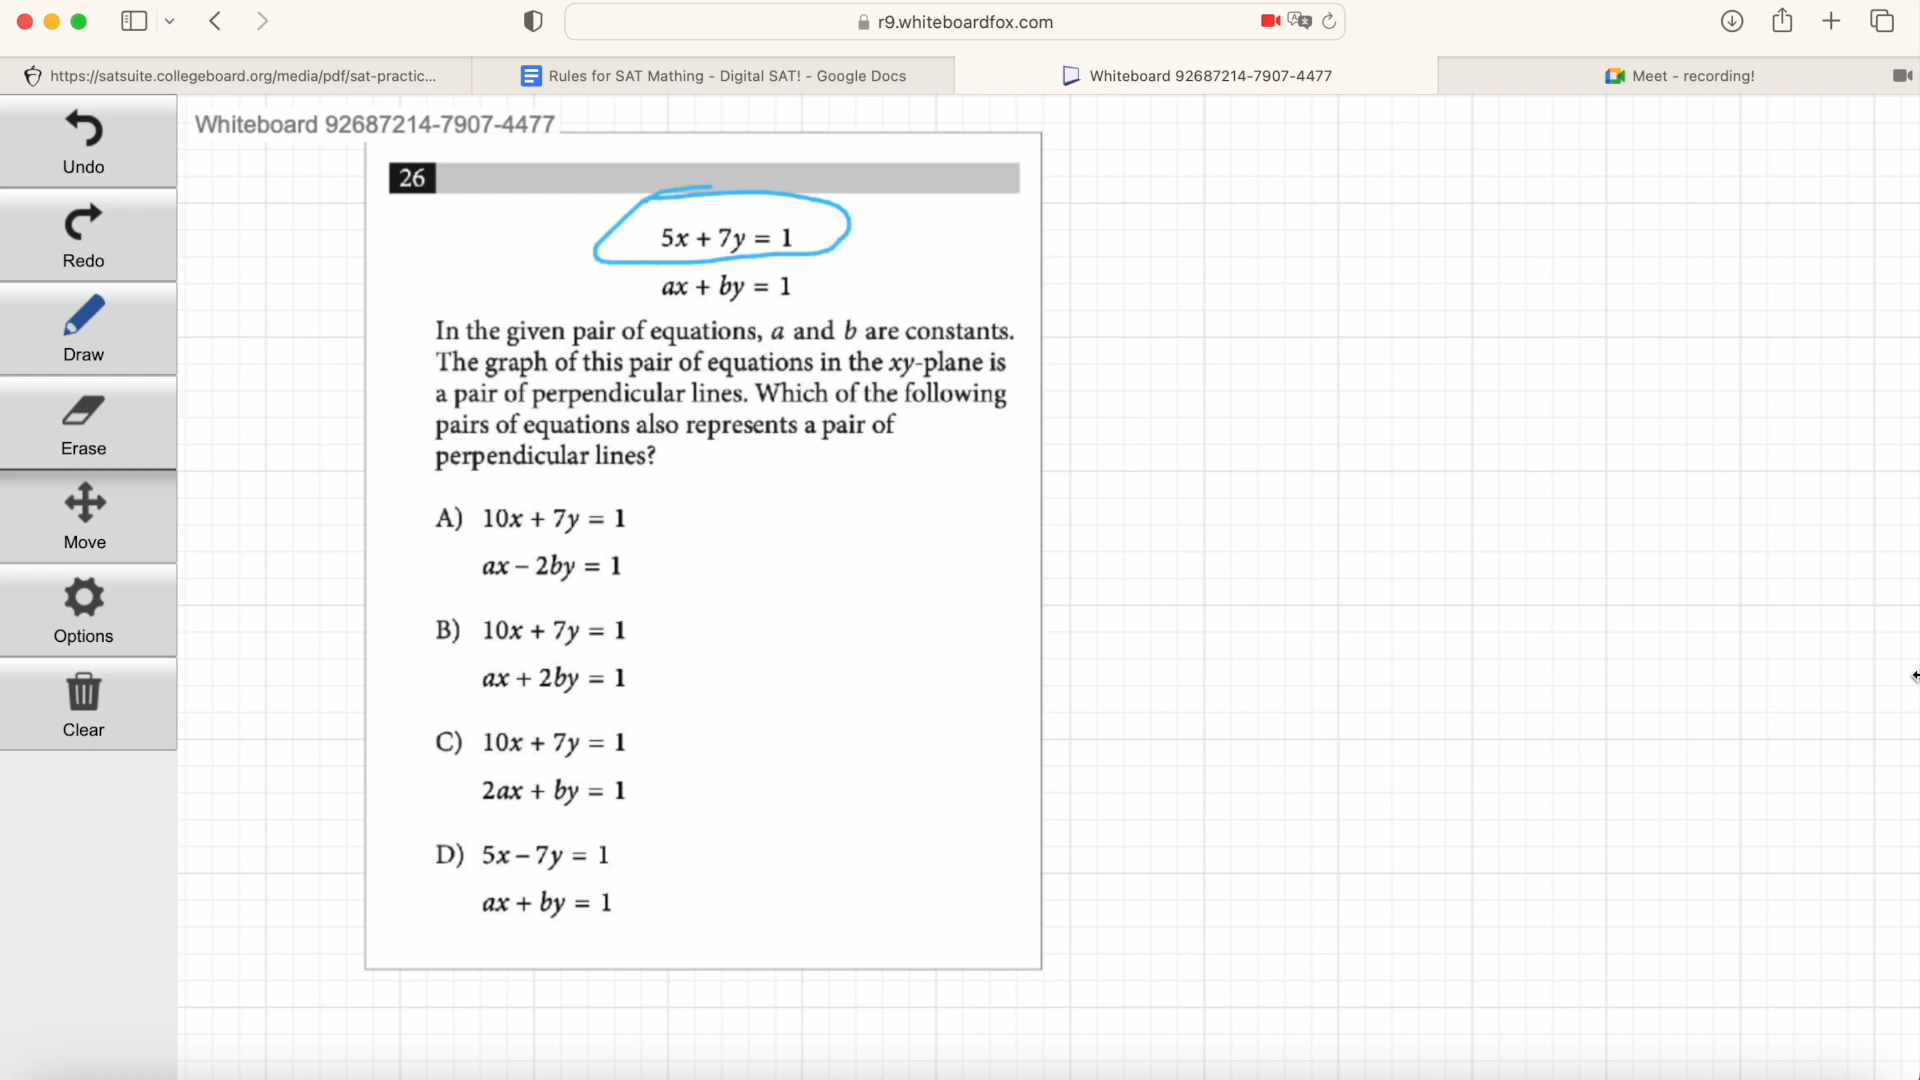 r9.whiteboardfox.com
https://satsuite.collegeboard.org/media/pdf/sat-practic...
Rules for SAT Mathing - Digital SAT! - Google Docs
Whiteboard 92687214-7907-4477
Meet - recording!
Undo
Redo
Draw
Erase
Move
Options
Clear
Whiteboard 92687214-7907-4477
26
5x + 7y = 1
ax + by = 1
In the given pair of equations, a and b are constants.
The graph of this pair of equations in the xy-plane is
a pair of perpendicular lines. Which of the following
pairs of equations also represents a pair of
perpendicular lines?
A) 10x + 7y = 1
ax – 2by = 1
B) 10x + 7y = 1
ax + 2by = 1
C) 10x + 7y = 1
2ax + by = 1
D) 5x – 7y = 1
ax + by = 1